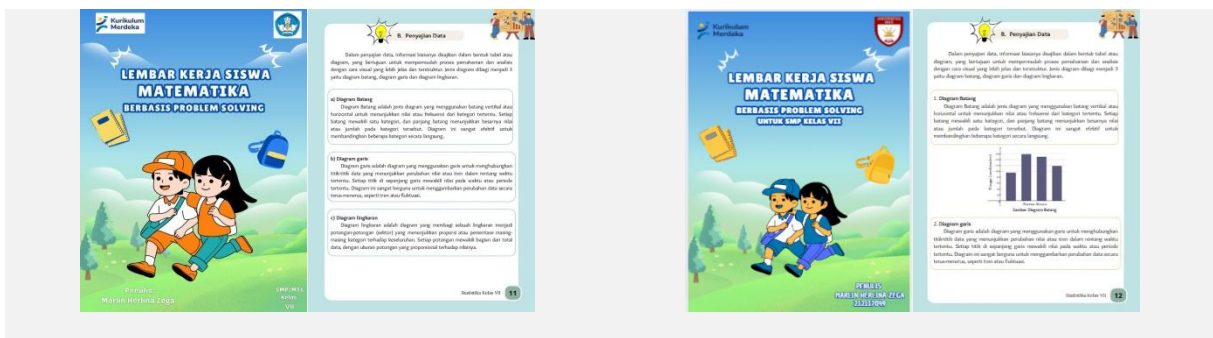 Kurikulum
Merdeka
LEMBAR KERJA SISWA
MATEMATIKA
BERBASIS PROBLEM SOLVING
Penulis
Marlin Herlina Zega
SMP/MTs
Kelas
VII
B. Penyajian Data
Dalam penyajian data, informasi biasanya disajikan dalam bentuk tabel atau
diagram, yang bertujuan untuk mempermudah proses pemahaman dan analisis
dengan cara visual yang lebih jelas dan terstruktur. Jenis diagram dibagi menjadi 3
yaitu diagram batang, diagram garis dan diagram lingkaran.
a) Diagram Batang
Diagram Batang adalah jenis diagram yang menggunakan batang vertikal atau
horizontal untuk menunjukkan nilai atau frekuensi dari kategori tertentu. Setiap
batang mewakili satu kategori, dan panjang batang menunjukkan besarnya nilai
atau jumlah pada kategori tersebut. Diagram ini sangat efektif untuk
membandingkan beberapa kategori secara langsung.
b) Diagram garis
Diagram garis adalah diagram yang menggunakan garis untuk menghubungkan
titik-titik data yang menunjukkan perubahan nilai atau tren dalam rentang waktu
tertentu. Setiap titik di sepanjang garis mewakili nilai pada waktu atau periode
tertentu. Diagram ini sangat berguna untuk menggambarkan perubahan data secara
terus-menerus, seperti tren atau fluktuasi.
c) Diagram lingkaran
Diagram lingkaran adalah diagram yang membagi sebuah lingkaran menjadi
potongan-potongan (sektor) yang menunjukkan proporsi atau persentase masing-
masing kategori terhadap keseluruhan. Setiap potongan mewakili bagian dari total
data, dengan ukuran potongan yang proporsional terhadap nilainya.
Statistika Kelas VII 11
Kurikulum
Merdeka
LEMBAR KERJA SISWA
MATEMATIKA
BERBASIS PROBLEM SOLVING
UNTUK SMP KELAS VII
PENULIS
MARLIN HERLINA ZEGA
212117049
B. Penyajian Data
Dalam penyajian data, informasi biasanya disajikan dalam bentuk tabel atau
diagram, yang bertujuan untuk mempermudah proses pemahaman dan analisis
dengan cara visual yang lebih jelas dan terstruktur. Jenis diagram dibagi menjadi 3
yaitu diagram batang, diagram garis dan diagram lingkaran.
1. Diagram Batang
Diagram Batang adalah jenis diagram yang menggunakan batang vertikal atau
horizontal untuk menunjukkan nilai atau frekuensi dari kategori tertentu. Setiap
batang mewakili satu kategori, dan panjang batang menunjukkan besarnya nilai
atau jumlah pada kategori tersebut. Diagram ini sangat efektif untuk
membandingkan beberapa kategori secara langsung.
Gambar Diagram Batang
2. Diagram garis
Diagram garis adalah diagram yang menggunakan garis untuk menghubungkan
titik-titik data yang menunjukkan perubahan nilai atau tren dalam rentang waktu
tertentu. Setiap titik di sepanjang garis mewakili nilai pada waktu atau periode
tertentu. Diagram ini sangat berguna untuk menggambarkan perubahan data secara
terus-menerus, seperti tren atau fluktuasi.
Statistika Kelas VII 12